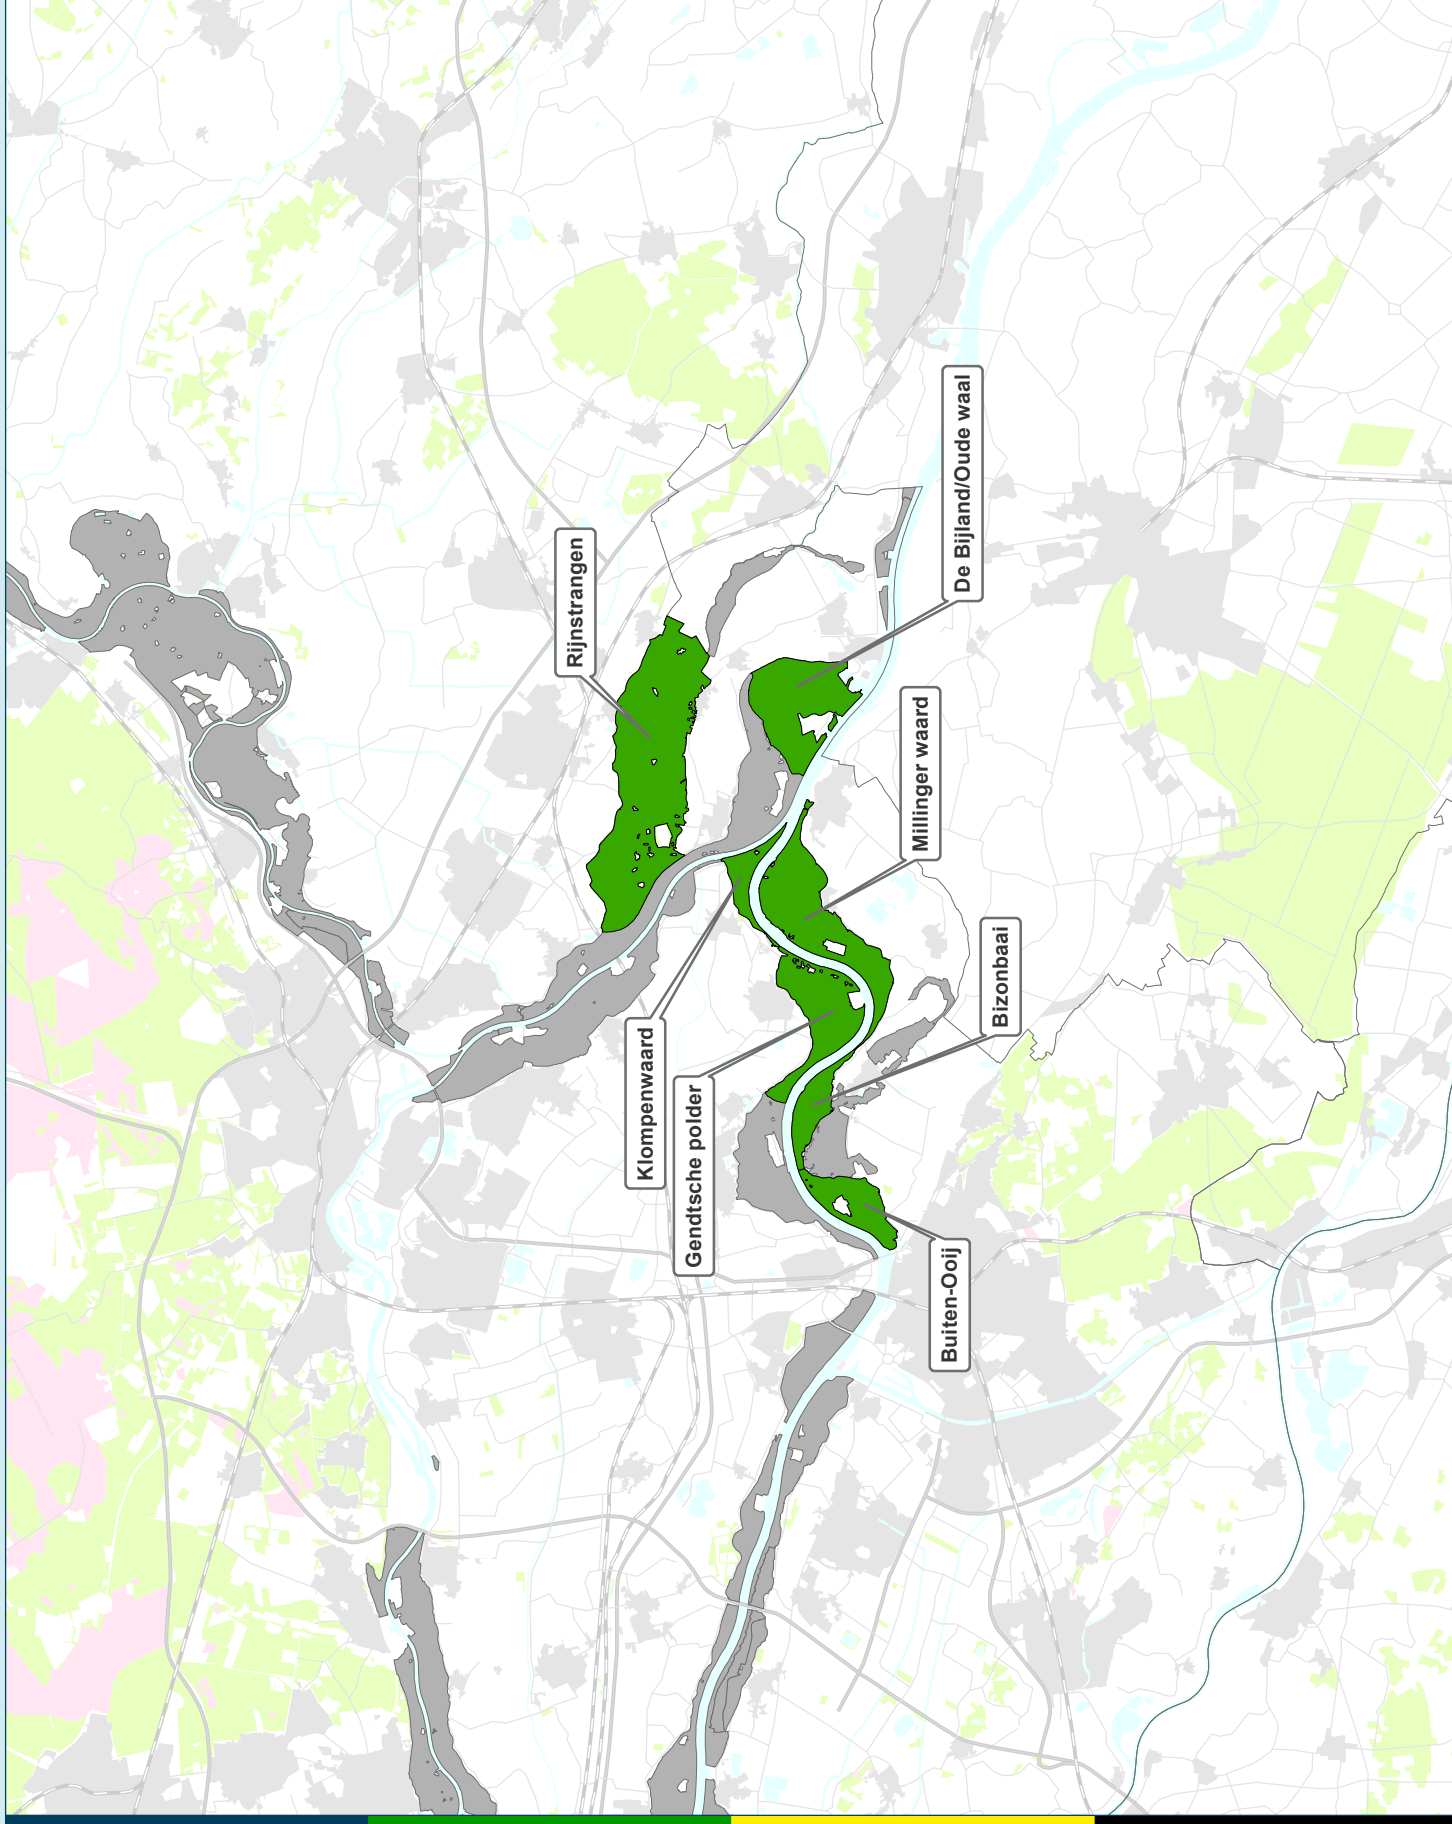 Rijnstrangen
De Bijland/Oude waal
Millinger waard
Bizonbaai
Klompenwaard
Gendtsche polder
Buiten-Ooij